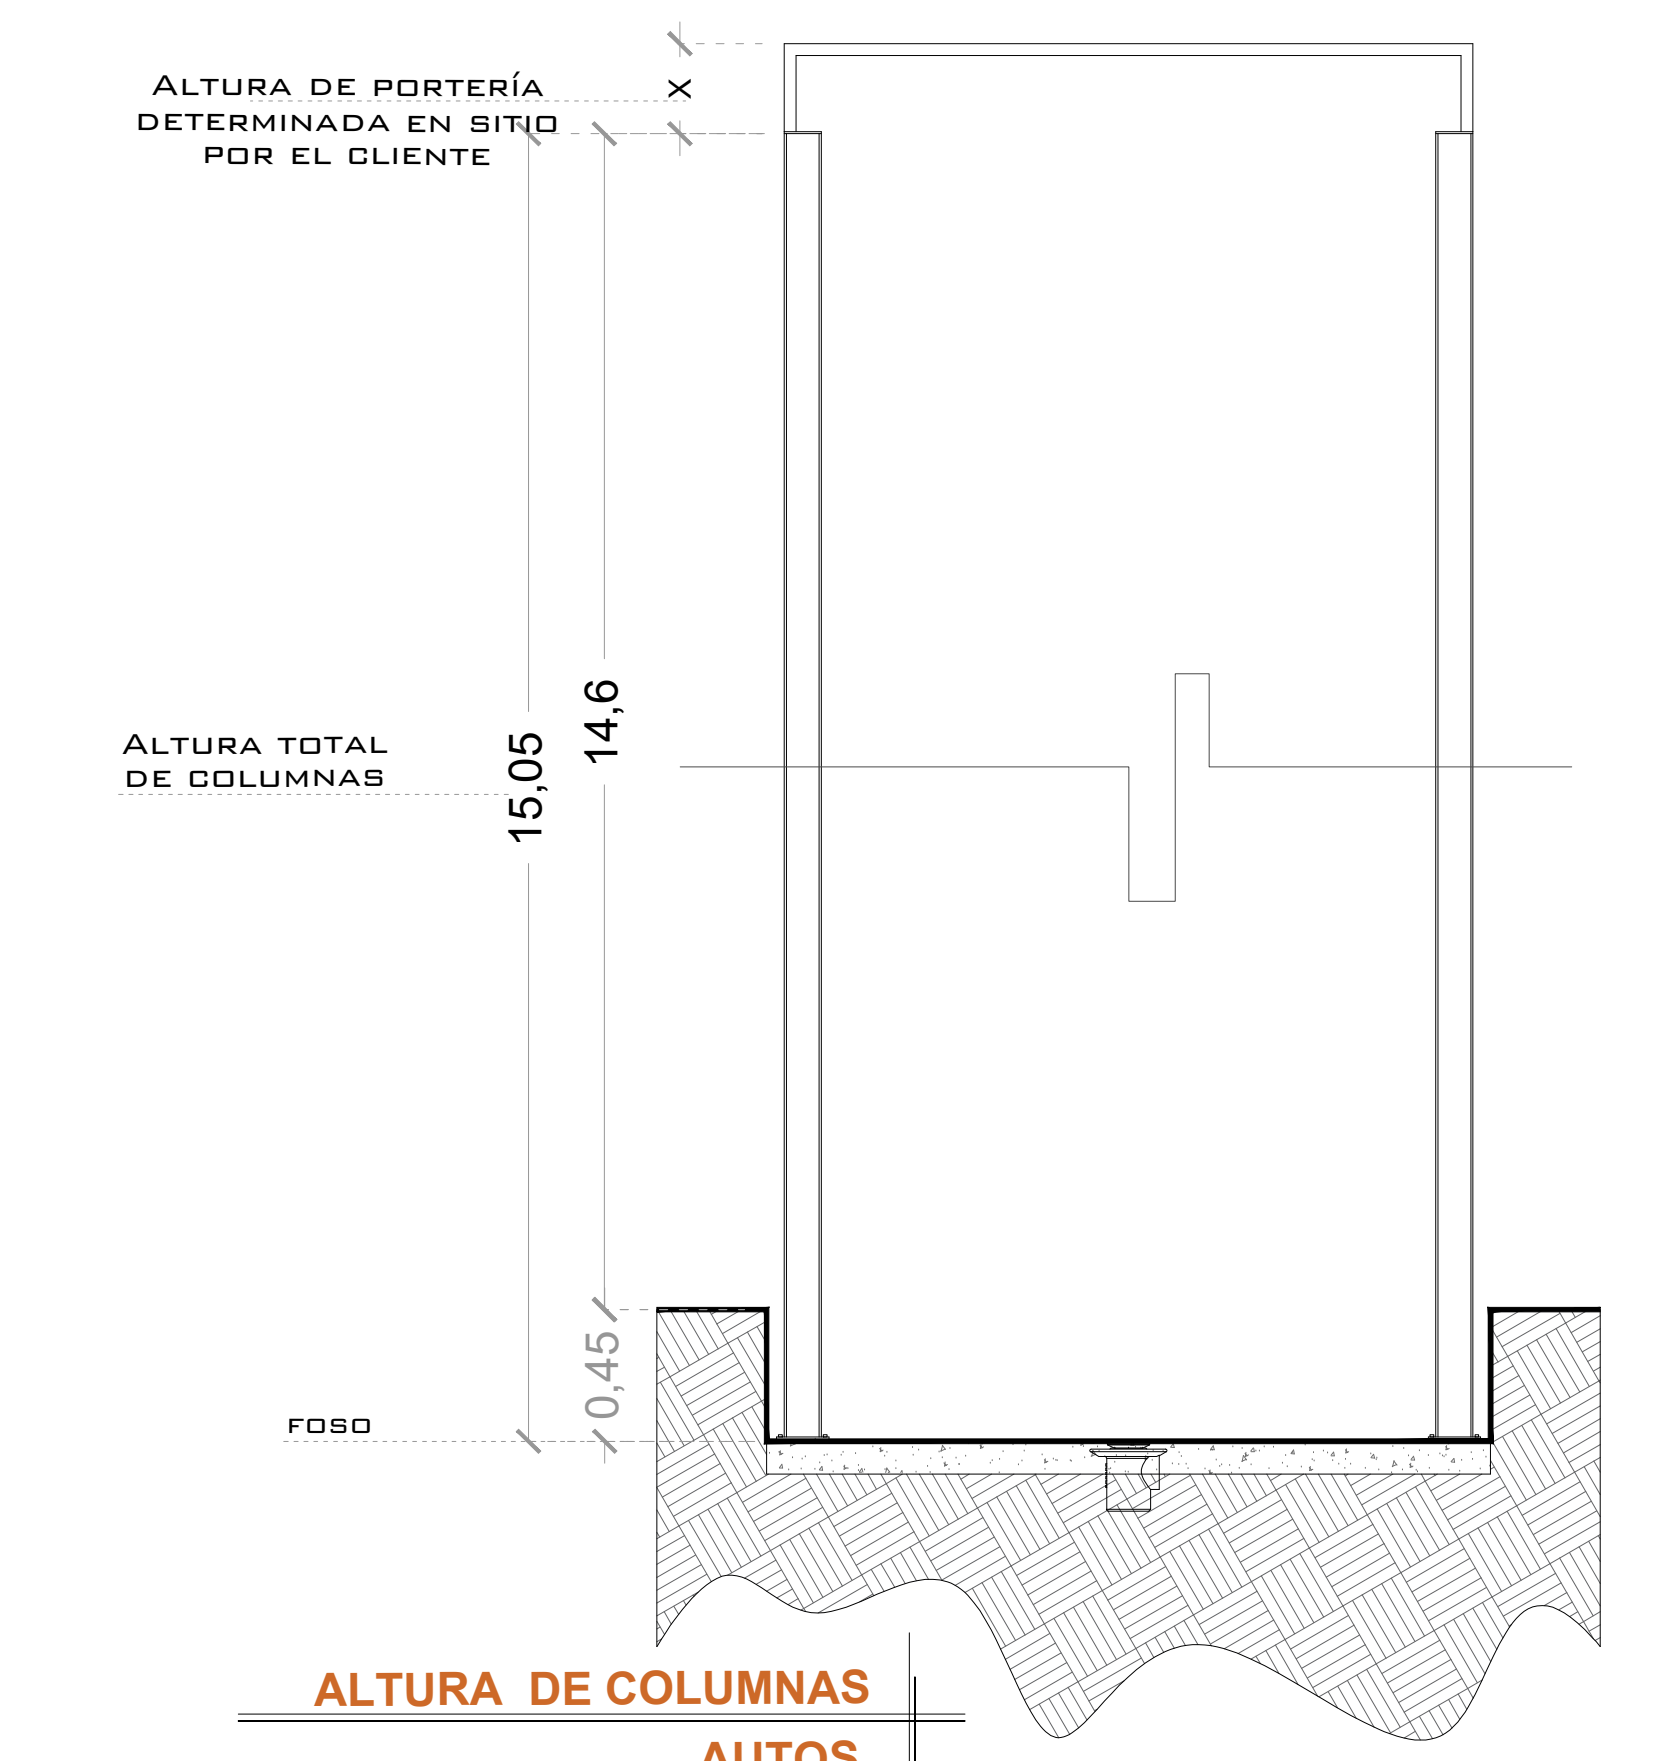 X
ALTURA DE PORTERÍA
DETERMINADA EN SITIO
POR EL CLIENTE
14,6
15,05
ALTURA TOTAL
DE COLUMNAS
0,45
FOSO
ALTURA DE COLUMNAS
AUTOS